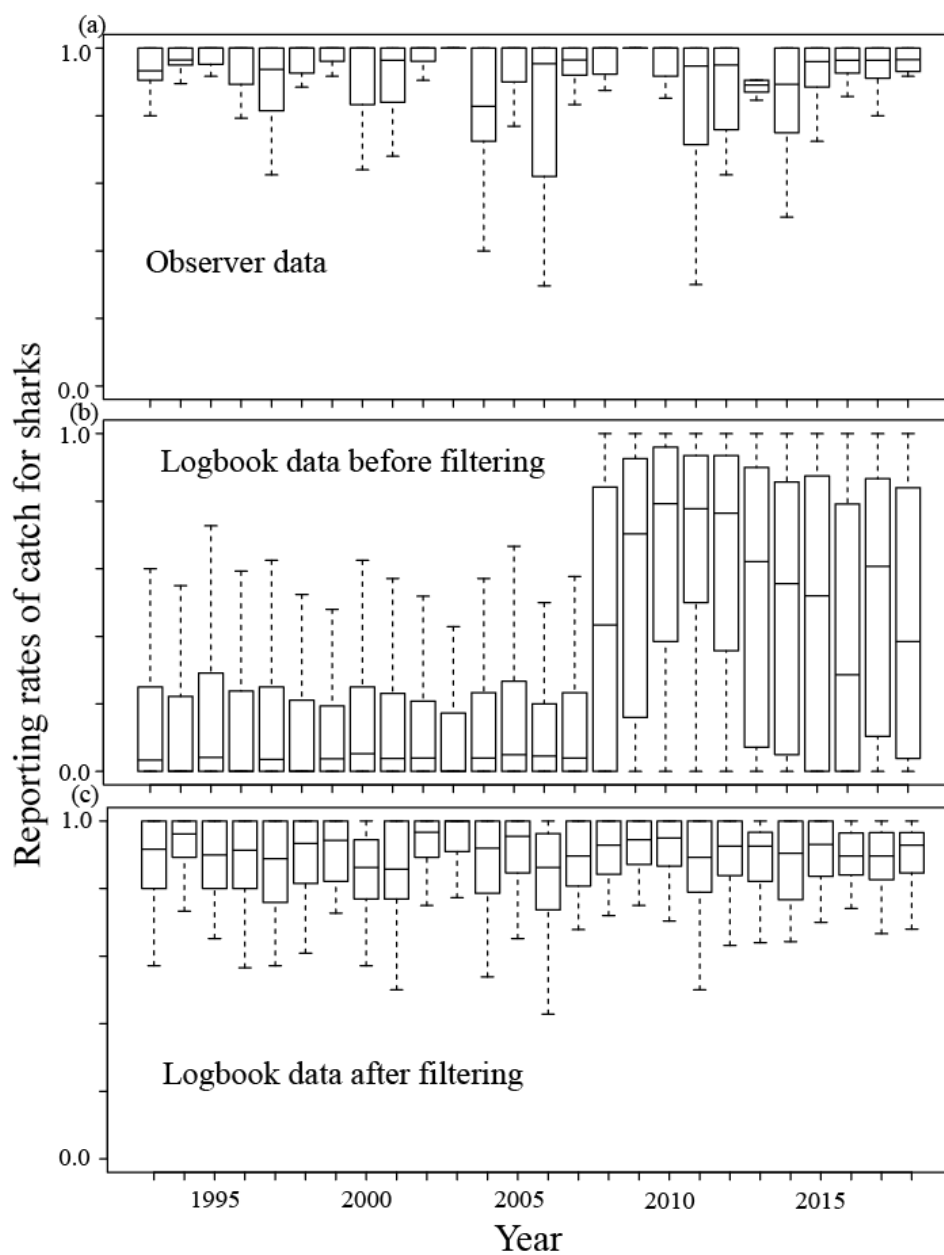 (a)
1.0
Observer data
0.0
(b)
1.0
Logbook data before filtering
0.0
(c)
1.0
Logbook data after filtering
0.0
Reporting rates of catch for sharks
1995 2000 2005 2010 2015
Year